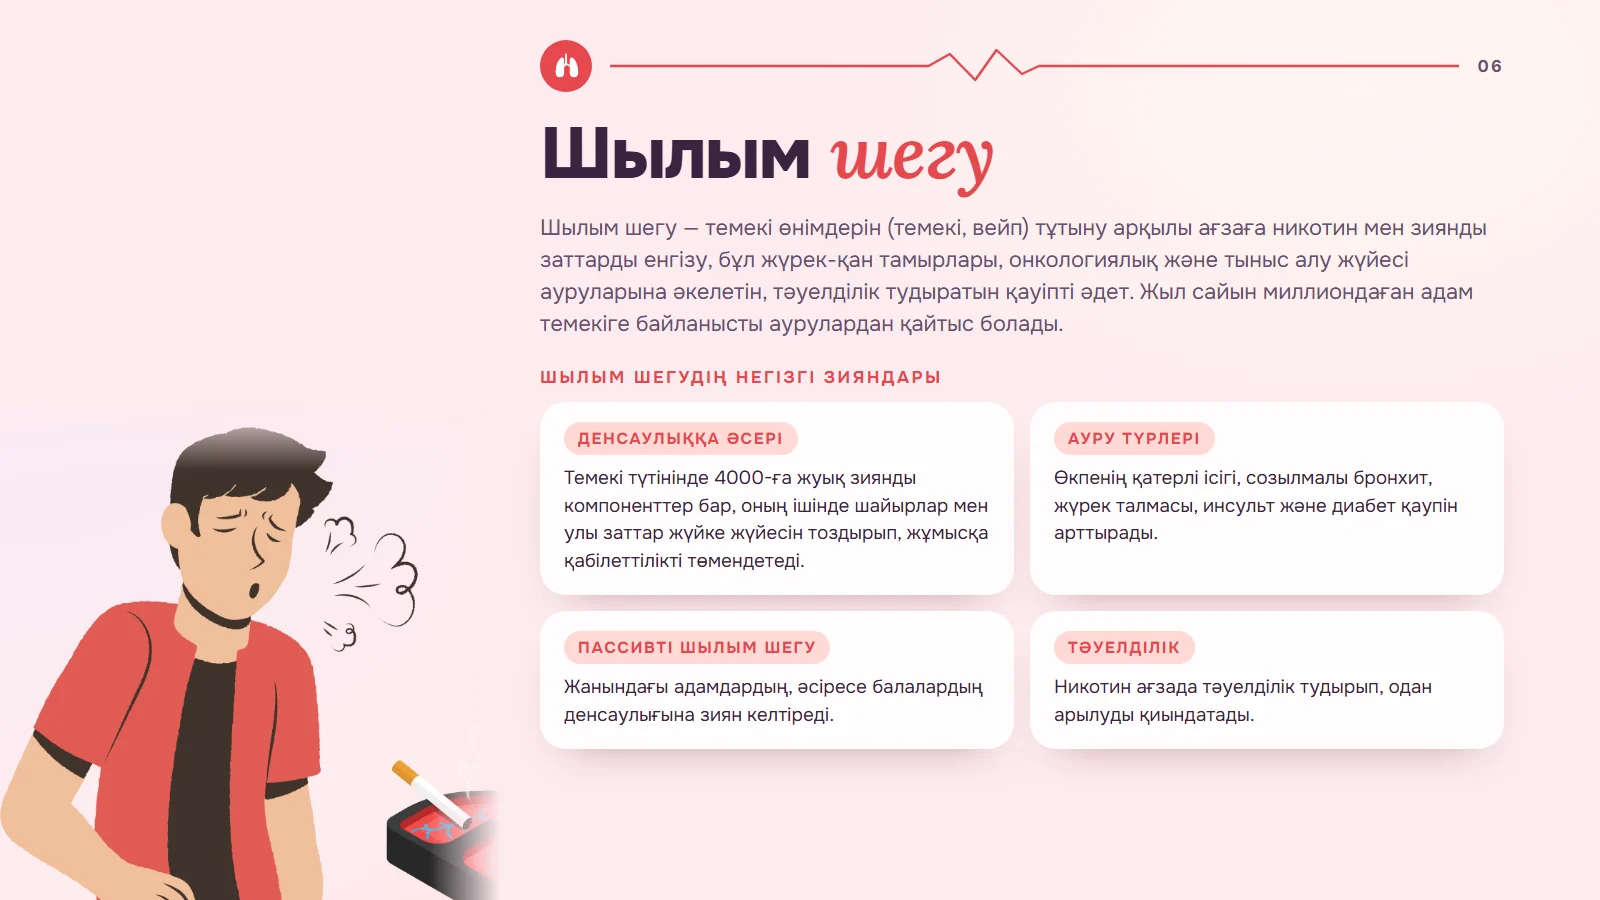 06
Шылым шегу
Шылым шегу — темекі өнімдерін (темекі, вейп) тұтыну арқылы ағзаға никотин мен зиянды
заттарды енгізу, бұл жүрек-қан тамырлары, онкологиялық және тыныс алу жүйесі
ауруларына әкелетін, тәуелділік тудыратын қауіпті әдет. Жыл сайын миллиондаған адам
темекіге байланысты аурулардан қайтыс болады.
ШЫЛЫМ ШЕГУДІҢ НЕГІЗГІ ЗИЯНДАРЫ
ДЕНСАУЛЫҚҚА ӘСЕРІ
Темекі түтінінде 4000-ға жуық зиянды
компоненттер бар, оның ішінде шайырлар мен
улы заттар жүйке жүйесін тоздырып, жұмысқа
қабілеттілікті төмендетеді.
АУРУ ТҮРЛЕРІ
Өкпенің қатерлі ісігі, созылмалы бронхит,
жүрек талмасы, инсульт және диабет қаупін
арттырады.
ПАССИВТІ ШЫЛЫМ ШЕГУ
Жанындағы адамдардың, әсіресе балалардың
денсаулығына зиян келтіреді.
ТӘУЕЛДІЛІК
Никотин ағзада тәуелділік тудырып, одан
арылуды қиындатады.